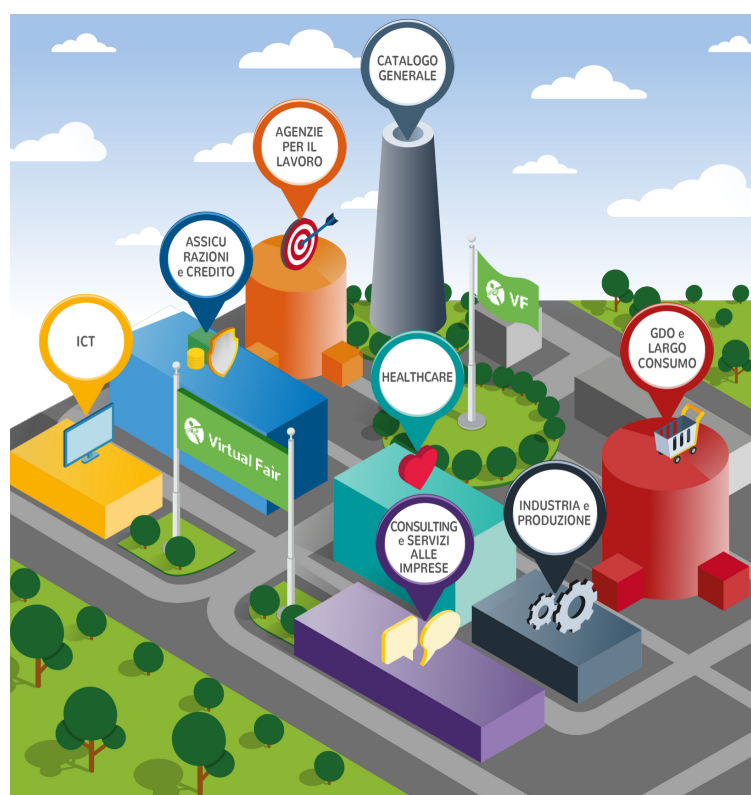 CATALOGO
GENERALE
AGENZIE
PER IL
LAVORO
ASSICU
RAZIONI
e CREDITO
VF
ICT
GDO e
LARGO
CONSUMO
HEALTHCARE
Virtual Fair
INDUSTRIA e
PRODUZIONE
CONSULTING
e SERVIZI
ALLE
IMPRESE